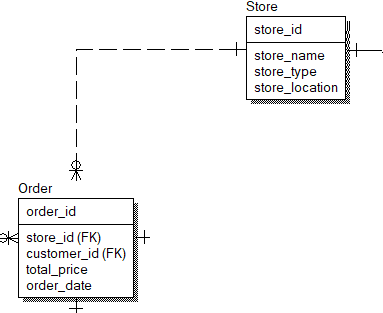 Store
store_id
store_name
store_type
store_location
Order
order_id
store_id (FK)
customer_id (FK)
total_price
order_date